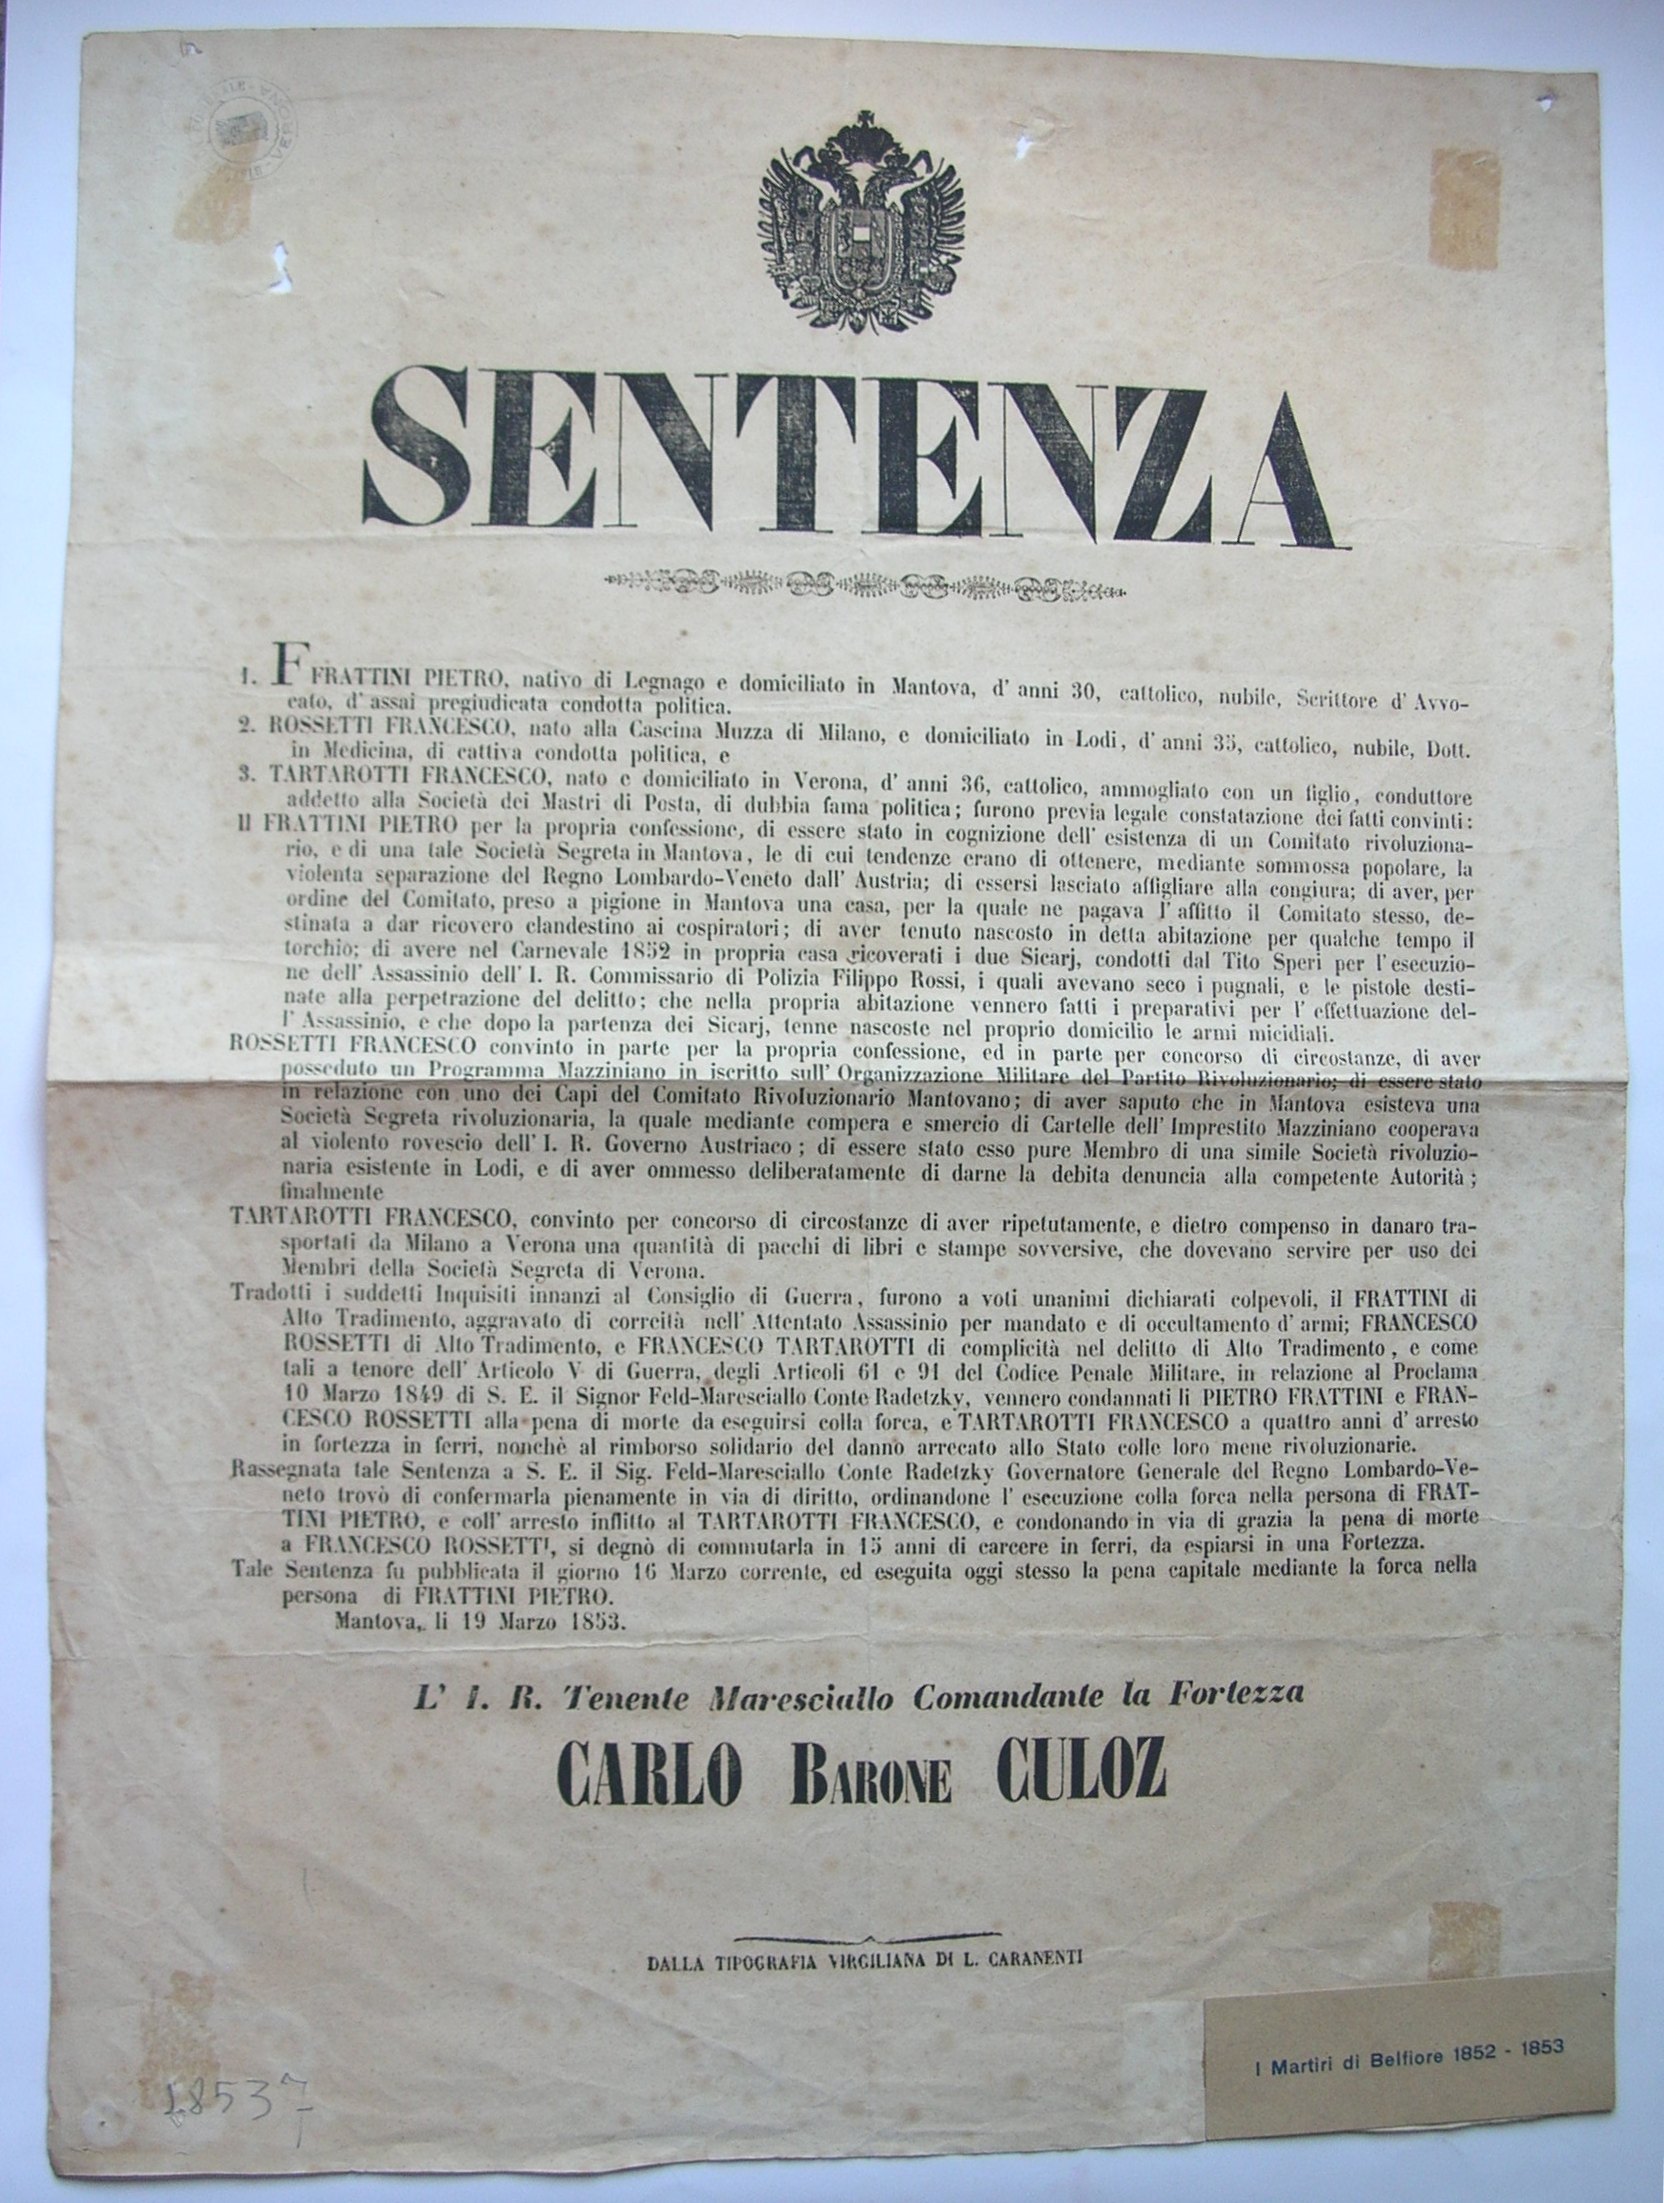 SENTENZA
1. FFRATTINI PIETRO, nativo di Legnago e domiciliato in Mantova, d' anni 30, cattolico, nubile, Scrittore d' Avvo-
cato, d' assai pregiudicata condotta politica.
2. ROSSETTI FRANCESCO, nato alla Cascina Muzza di Milano, e domiciliato in Lodi, d' anni 35, cattolico, nubile, Dott.
in Medicina, di cattiva condotta politica, e
3. TARTAROTTI FRANCESCO, nato e domiciliato in Verona, d' anni 36, cattolico, ammogliato con un figlio, conduttore
addetto alla Società dei Mastri di Posta, di dubbia fama politica; furono previa legale constatazione dei fatti convinti:
Il FRATTINI PIETRO per la propria confessione, di essere stato in cognizione dell' esistenza di un Comitato rivoluziona-
rio, e di una tale Società Segreta in Mantova, le di cui tendenze erano di ottenere, mediante sommossa popolare, la
violenta separazione del Regno Lombardo-Veneto dall' Austria; di essersi lasciato affigliare alla congiura; di aver, per
ordine del Comitato, preso a pigione in Mantova una casa, per la quale ne pagava l' affitto il Comitato stesso, de-
stinata a dar ricovero clandestino ai cospiratori; di aver tenuto nascosto in detta abitazione per qualche tempo il
torchio; di avere nel Carnevale 1852 in propria casa ricoverati i due Sicarj, condotti dal Tito Speri per l' esecuzio-
ne dell' Assassinio dell' I. R. Commissario di Polizia Filippo Rossi, i quali avevano seco i pugnali, e le pistole desti-
nate alla perpetrazione del delitto; che nella propria abitazione vennero fatti i preparativi per l' effettuazione del-
l' Assassinio, e che dopo la partenza dei Sicarj, tenne nascoste nel proprio domicilio le armi micidiali.
ROSSETTI FRANCESCO convinto in parte per la propria confessione, ed in parte per concorso di circostanze, di aver
posseduto un Programma Mazziniano in iscritto sull' Organizzazione Militare del Partito Rivoluzionario; di essere stato
in relazione con uno dei Capi del Comitato Rivoluzionario Mantovano; di aver saputo che in Mantova esisteva una
Società Segreta rivoluzionaria, la quale mediante compera e smercio di Cartelle dell' Imprestito Mazziniano cooperava
al violento rovescio dell' I. R. Governo Austriaco; di essere stato esso pure Membro di una simile Società rivoluzio-
naria esistente in Lodi, e di aver ommesso deliberatamente di darne la debita denuncia alla competente Autorità;
finalmente
TARTAROTTI FRANCESCO, convinto per concorso di circostanze di aver ripetutamente, e dietro compenso in danaro tra-
sportati da Milano a Verona una quantità di pacchi di libri e stampe sovversive, che dovevano servire per uso dei
Membri della Società Segreta di Verona.
Tradotti i suddetti Inquisiti innanzi al Consiglio di Guerra, furono a voti unanimi dichiarati colpevoli, il FRATTINI di
Alto Tradimento, aggravato di correità nell' Attentato Assassinio per mandato e di occultamento d' armi; FRANCESCO
ROSSETTI di Alto Tradimento, e FRANCESCO TARTAROTTI di complicità nel delitto di Alto Tradimento, e come
tali a tenore dell' Articolo V di Guerra, degli Articoli 61 e 91 del Codice Penale Militare, in relazione al Proclama
10 Marzo 1849 di S. E. il Signor Feld-Maresciallo Conte Radetzky, vennero condannati li PIETRO FRATTINI e FRAN-
CESCO ROSSETTI alla pena di morte da eseguirsi colla forca, e TARTAROTTI FRANCESCO a quattro anni d' arresto
in fortezza in ferri, nonchè al rimborso solidario del danno arrecato allo Stato colle loro mene rivoluzionarie.
Rassegnata tale Sentenza a S. E. il Sig. Feld-Maresciallo Conte Radetzky Governatore Generale del Regno Lombardo-Ve-
neto trovò di confermarla pienamente in via di diritto, ordinandone l' esecuzione colla forca nella persona di FRAT-
TINI PIETRO, e coll' arresto inflitto al TARTAROTTI FRANCESCO, e condonando in via di grazia la pena di morte
a FRANCESCO ROSSETTI, si degnò di commutarla in 15 anni di carcere in ferri, da espiarsi in una Fortezza.
Tale Sentenza fu pubblicata il giorno 16 Marzo corrente, ed eseguita oggi stesso la pena capitale mediante la forca nella
persona di FRATTINI PIETRO.
Mantova, li 19 Marzo 1853.
L' I. R. Tenente Maresciallo Comandante la Fortezza
CARLO BARONE CULOZ
DALLA TIPOGRAFIA VIRGILIANA DI L. CARANENTI
I Martiri di Belfiore 1852 - 1853